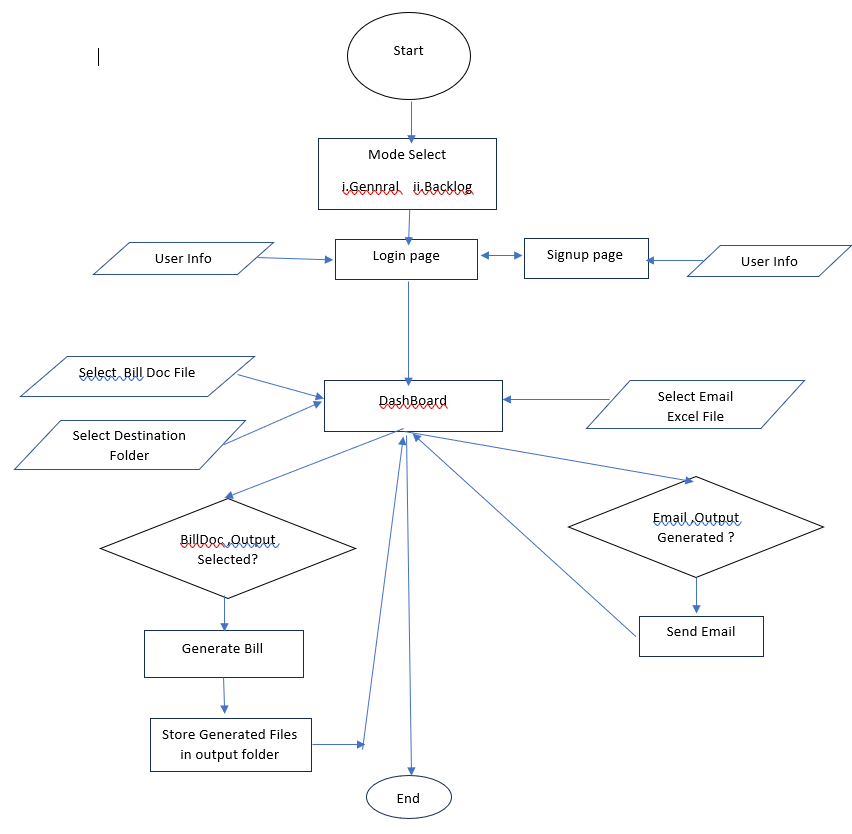 Start
Mode Select
i.Gennral ii.Backlog
User Info
Login page
Signup page
User Info
Select Bill Doc File
DashBoard
Select Email
Excel File
Select Destination
Folder
BillDoc ,Output
Selected?
Email ,Output
Generated ?
Generate Bill
Send Email
Store Generated Files
in output folder
End